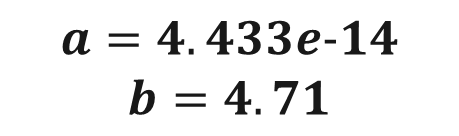 a = 4.433e-14
b = 4.71